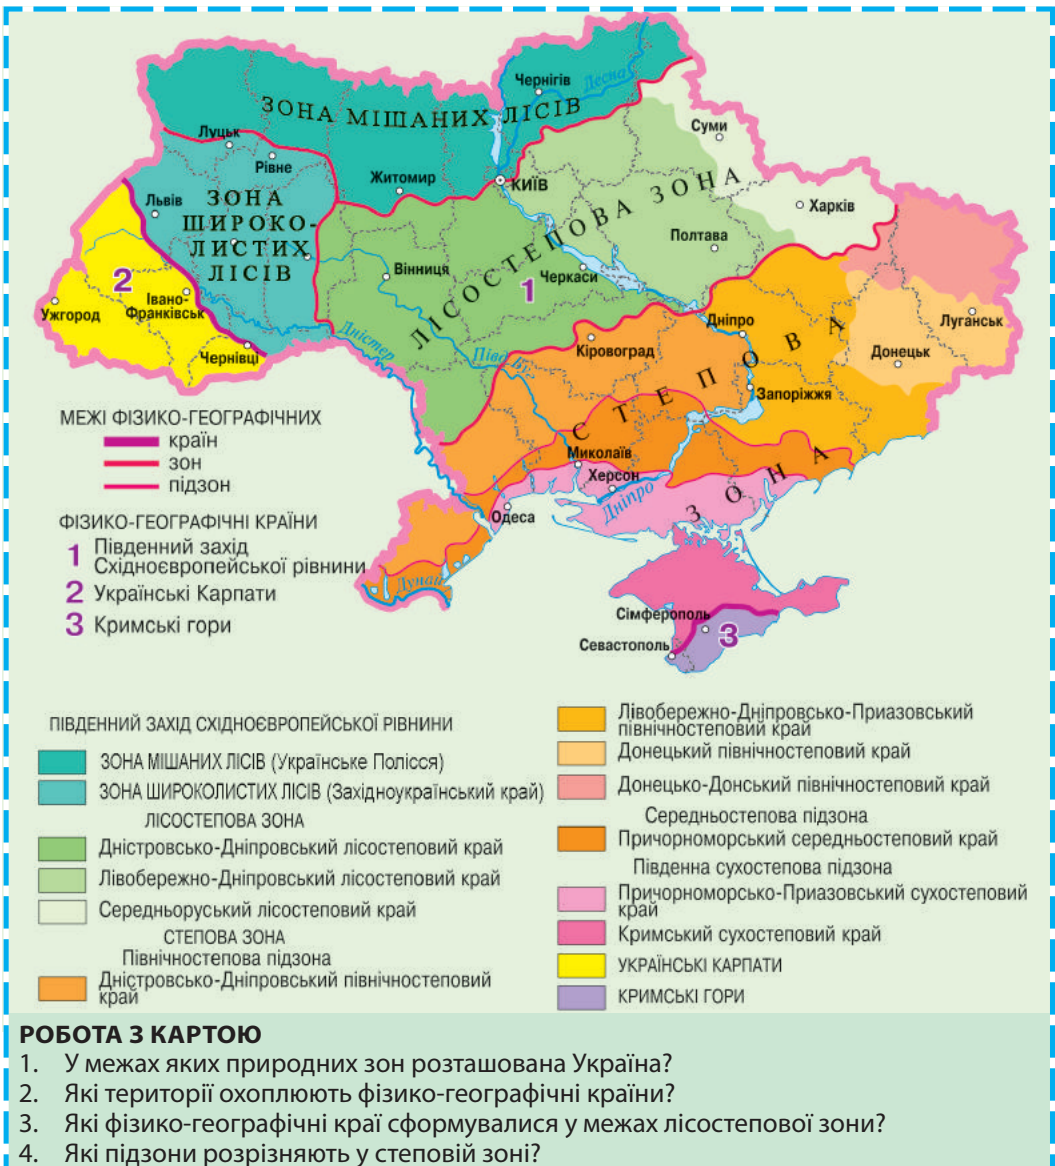 ЗОНА МІШАНИХ ЛІСІВ
Чернігів
Десна
Суми
Луцьк
Рівне
Житомир
КИЇВ
Львів
ЗОНА
ШИРОКО-
ЛИСТИХ
ЛІСІВ
ЛІСОСТЕПОВА ЗОНА
Харків
Полтава
Вінниця
Черкаси
1
2
Ужгород
Івано-
Франківськ
Чернівці
Дністер
Півд. Буг
Кіровоград
Дніпро
Луганськ
Донецьк
Запоріжжя
СТЕПОВА
ЗОНА
Миколаїв
Херсон
Дніпро
Одеса
Дунай
Сімферополь
3
Севастополь
МЕЖІ ФІЗИКО-ГЕОГРАФІЧНИХ
країн
зон
підзон
ФІЗИКО-ГЕОГРАФІЧНІ КРАЇНИ
1 Південний захід
Східноєвропейської рівнини
2 Українські Карпати
3 Кримські гори
ПІВДЕННИЙ ЗАХІД СХІДНОЄВРОПЕЙСЬКОЇ РІВНИНИ
ЗОНА МІШАНИХ ЛІСІВ (Українське Полісся)
ЗОНА ШИРОКОЛИСТИХ ЛІСІВ (Західноукраїнський край)
ЛІСОСТЕПОВА ЗОНА
Дністровсько-Дніпровський лісостеповий край
Лівобережно-Дніпровський лісостеповий край
Середньоруський лісостеповий край
СТЕПОВА ЗОНА
Північностепова підзона
Дністровсько-Дніпровський північностеповий
край
Лівобережно-Дніпровсько-Приазовський
північностеповий
край
Донецький північностеповий край
Донецько-Донський північностеповий край
Середньостепова підзона
Причорноморський середньостеповий край
Південна сухостепова підзона
Причорноморсько-Приазовський сухостеповий
край
Кримський сухостеповий край
УКРАЇНСЬКІ КАРПАТИ
КРИМСЬКІ ГОРИ
РОБОТА З КАРТОЮ
1. У межах яких природних зон розташована Україна?
2. Які території охоплюють фізико-географічні країни?
3. Які фізико-географічні краї сформувалися у межах лісостепової зони?
4. Які підзони розрізняють у степовій зоні?